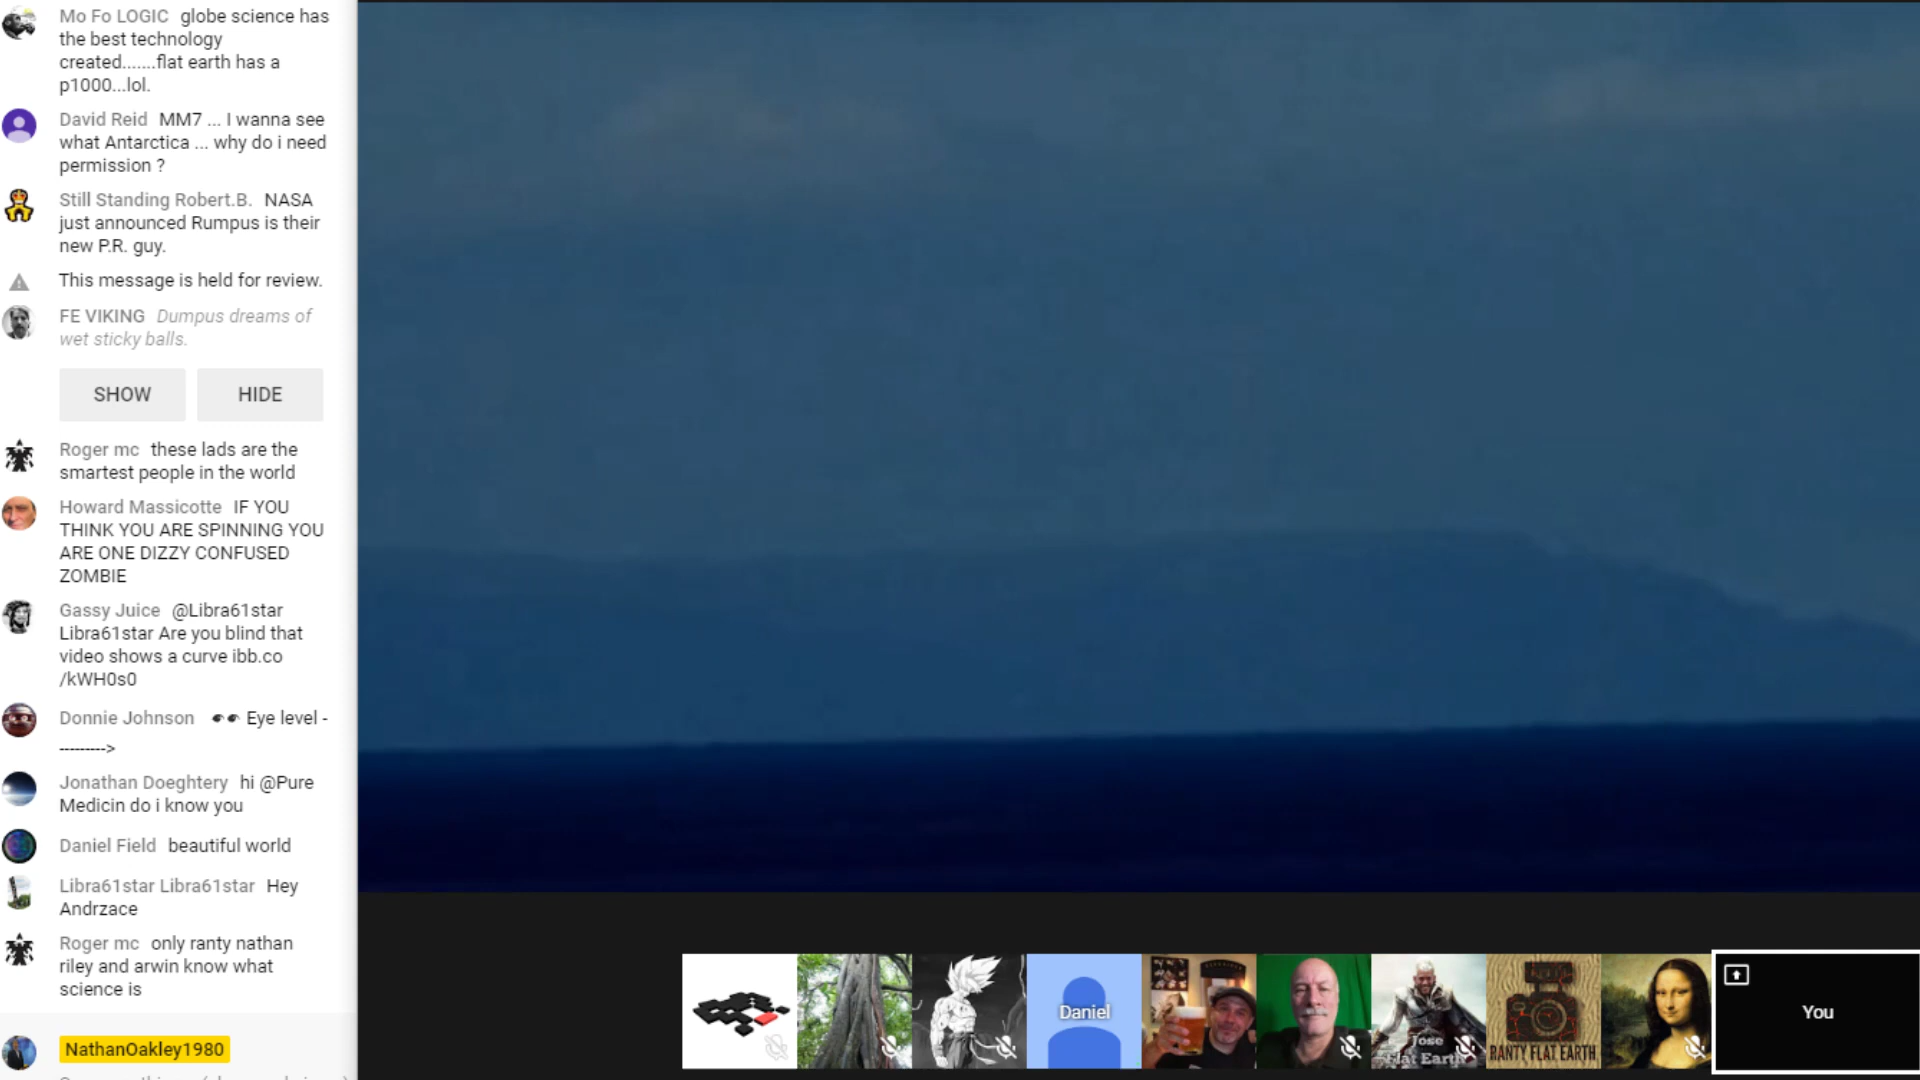 Mo Fo LOGIC globe science has
the best technology
created.......flat earth has a
p1000...lol.
David Reid MM7 ... I wanna see
what Antarctica ... why do i need
permission ?
Still Standing Robert.B. NASA
just announced Rumpus is their
new P.R. guy.
This message is held for review.
FE VIKING Dumpus dreams of
wet sticky balls.
SHOW HIDE
Roger mc these lads are the
smartest people in the world
Howard Massicotte IF YOU
THINK YOU ARE SPINNING YOU
ARE ONE DIZZY CONFUSED
ZOMBIE
Gassy Juice @Libra61star
Libra61star Are you blind that
video shows a curve ibb.co
/kWH0s0
Donnie Johnson 👁👁 Eye level -
--------->
Jonathan Doeghtery hi @Pure
Medicin do i know you
Daniel Field beautiful world
Libra61star Libra61star Hey
Andrzace
Roger mc only ranty nathan
riley and arwin know what
science is
NathanOakley1980
Daniel
Jose
Flat Earth
RANTY FLAT EARTH
You